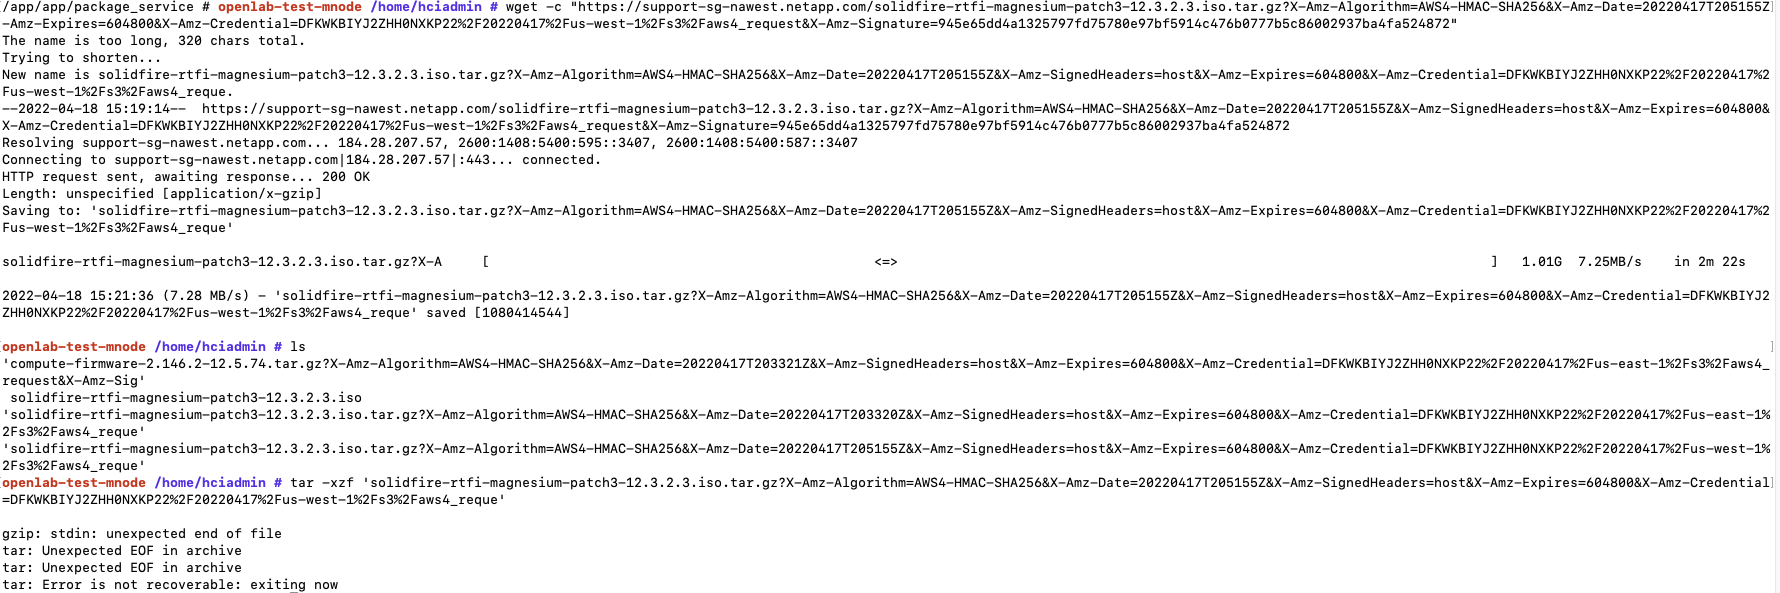 [/app/app/package_service # openlab-test-mnode /home/hciadmin # wget -c "https://support-sg-nawest.netapp.com/solidfire-rtfi-magnesium-patch3-12.3.2.3.iso.tar.gz?X-Amz-Algorithm=AWS4-HMAC-SHA256&X-Amz-Date=20220417T205155Z]
-Amz-Expires=604800&X-Amz-Credential=DFKWKBIYJ2ZHH0NXKP22%2F20220417%2Fus-west-1%2Fs3%2Faws4_request&X-Amz-Signature=945e65dd4a1325797fd75780e97bf5914c476b0777b5c86002937ba4fa524872"
The name is too long, 320 chars total.
Trying to shorten...
New name is solidfire-rtfi-magnesium-patch3-12.3.2.3.iso.tar.gz?X-Amz-Algorithm=AWS4-HMAC-SHA256&X-Amz-Date=20220417T205155Z&X-Amz-SignedHeaders=host&X-Amz-Expires=604800&X-Amz-Credential=DFKWKBIYJ2ZHH0NXKP22%2F20220417%2
Fus-west-1%2Fs3%2Faws4_reque.
--2022-04-18 15:19:14--  https://support-sg-nawest.netapp.com/solidfire-rtfi-magnesium-patch3-12.3.2.3.iso.tar.gz?X-Amz-Algorithm=AWS4-HMAC-SHA256&X-Amz-Date=20220417T205155Z&X-Amz-SignedHeaders=host&X-Amz-Expires=604800&
X-Amz-Credential=DFKWKBIYJ2ZHH0NXKP22%2F20220417%2Fus-west-1%2Fs3%2Faws4_request&X-Amz-Signature=945e65dd4a1325797fd75780e97bf5914c476b0777b5c86002937ba4fa524872
Resolving support-sg-nawest.netapp.com... 184.28.207.57, 2600:1408:5400:595::3407, 2600:1408:5400:587::3407
Connecting to support-sg-nawest.netapp.com|184.28.207.57|:443... connected.
HTTP request sent, awaiting response... 200 OK
Length: unspecified [application/x-gzip]
Saving to: 'solidfire-rtfi-magnesium-patch3-12.3.2.3.iso.tar.gz?X-Amz-Algorithm=AWS4-HMAC-SHA256&X-Amz-Date=20220417T205155Z&X-Amz-SignedHeaders=host&X-Amz-Expires=604800&X-Amz-Credential=DFKWKBIYJ2ZHH0NXKP22%2F20220417%2
Fus-west-1%2Fs3%2Faws4_reque'
solidfire-rtfi-magnesium-patch3-12.3.2.3.iso.tar.gz?X-A     [                         <=>                         ]   1.01G  7.25MB/s    in 2m 22s
2022-04-18 15:21:36 (7.28 MB/s) - 'solidfire-rtfi-magnesium-patch3-12.3.2.3.iso.tar.gz?X-Amz-Algorithm=AWS4-HMAC-SHA256&X-Amz-Date=20220417T205155Z&X-Amz-SignedHeaders=host&X-Amz-Expires=604800&X-Amz-Credential=DFKWKBIYJ2
ZHH0NXKP22%2F20220417%2Fus-west-1%2Fs3%2Faws4_reque' saved [1080414544]
[openlab-test-mnode /home/hciadmin # ls ]
'compute-firmware-2.146.2-12.5.74.tar.gz?X-Amz-Algorithm=AWS4-HMAC-SHA256&X-Amz-Date=20220417T203321Z&X-Amz-SignedHeaders=host&X-Amz-Expires=604800&X-Amz-Credential=DFKWKBIYJ2ZHH0NXKP22%2F20220417%2Fus-east-1%2Fs3%2Faws4_
request&X-Amz-Sig'
 solidfire-rtfi-magnesium-patch3-12.3.2.3.iso
'solidfire-rtfi-magnesium-patch3-12.3.2.3.iso.tar.gz?X-Amz-Algorithm=AWS4-HMAC-SHA256&X-Amz-Date=20220417T203320Z&X-Amz-SignedHeaders=host&X-Amz-Expires=604800&X-Amz-Credential=DFKWKBIYJ2ZHH0NXKP22%2F20220417%2Fus-east-1%
2Fs3%2Faws4_reque'
'solidfire-rtfi-magnesium-patch3-12.3.2.3.iso.tar.gz?X-Amz-Algorithm=AWS4-HMAC-SHA256&X-Amz-Date=20220417T205155Z&X-Amz-SignedHeaders=host&X-Amz-Expires=604800&X-Amz-Credential=DFKWKBIYJ2ZHH0NXKP22%2F20220417%2Fus-west-1%
2Fs3%2Faws4_reque'
[openlab-test-mnode /home/hciadmin # tar -xzf 'solidfire-rtfi-magnesium-patch3-12.3.2.3.iso.tar.gz?X-Amz-Algorithm=AWS4-HMAC-SHA256&X-Amz-Date=20220417T205155Z&X-Amz-SignedHeaders=host&X-Amz-Expires=604800&X-Amz-Credential]
=DFKWKBIYJ2ZHH0NXKP22%2F20220417%2Fus-west-1%2Fs3%2Faws4_reque'
gzip: stdin: unexpected end of file
tar: Unexpected EOF in archive
tar: Unexpected EOF in archive
tar: Error is not recoverable: exiting now